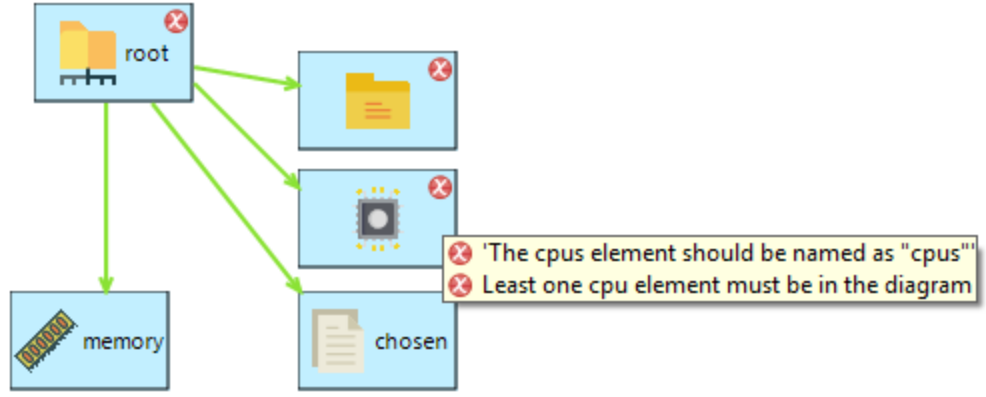 root
'The cpus element should be named as "cpus"'
Least one cpu element must be in the diagram
memory
chosen